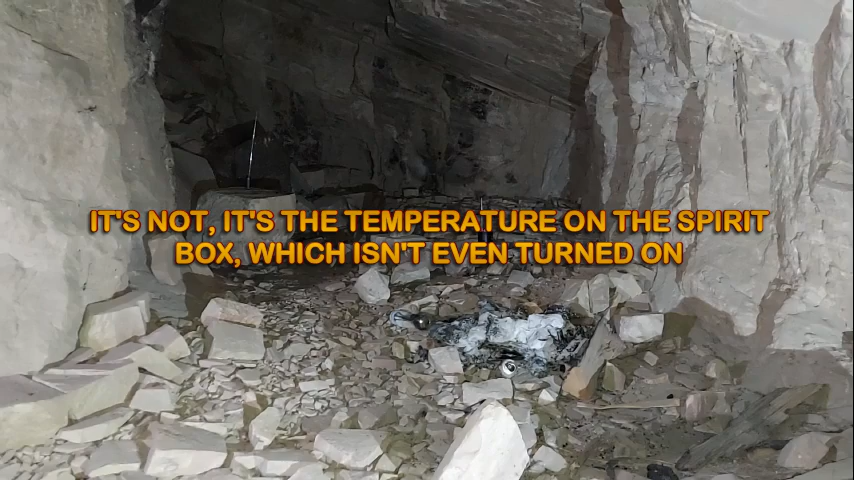 IT'S NOT, IT'S THE TEMPERATURE ON THE SPIRIT
BOX, WHICH ISN'T EVEN TURNED ON